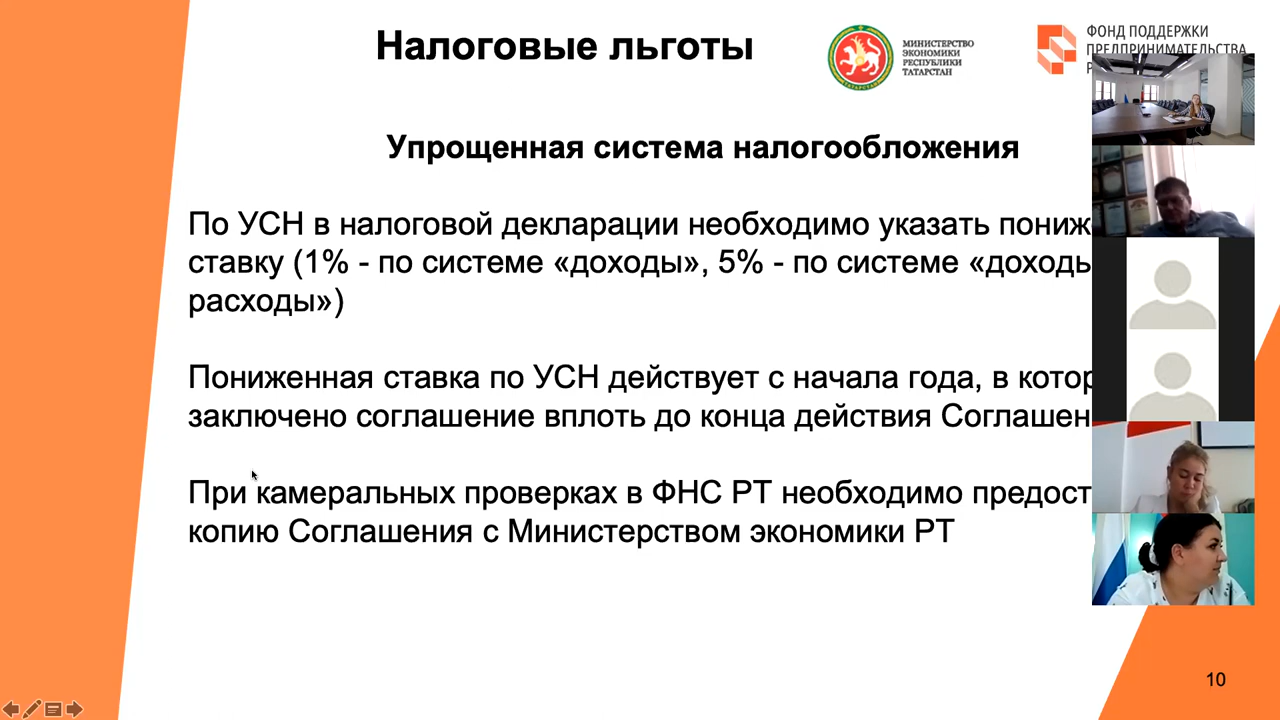 Налоговые льготы
МИНИСТЕРСТВО
ЭКОНОМИКИ
РЕСПУБЛИКИ
ТАТАРСТАН
ФОНД ПОДДЕРЖКИ
ПРЕДПРИНИМАТЕЛЬСТВА
Упрощенная система налогообложения
По УСН в налоговой декларации необходимо указать пониж
ставку (1% - по системе «доходы», 5% - по системе «доходы
расходы»)
Пониженная ставка по УСН действует с начала года, в котор
заключено соглашение вплоть до конца действия Соглашен
При камеральных проверках в ФНС РТ необходимо предост
копию Соглашения с Министерством экономики РТ
10